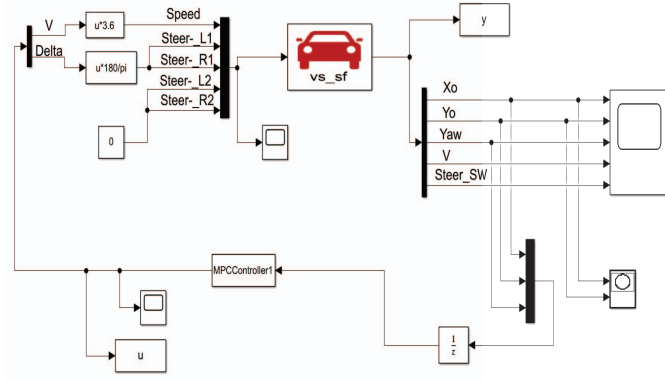 V
u*3.6
Speed
y
Delta
Steer-_L1
u*180/pi
Steer-_R1
vs_sf
Steer-_L2
Xo
Steer-_R2
Yo
0
Yaw
V
Steer_SW
MPCController1
1
z
u